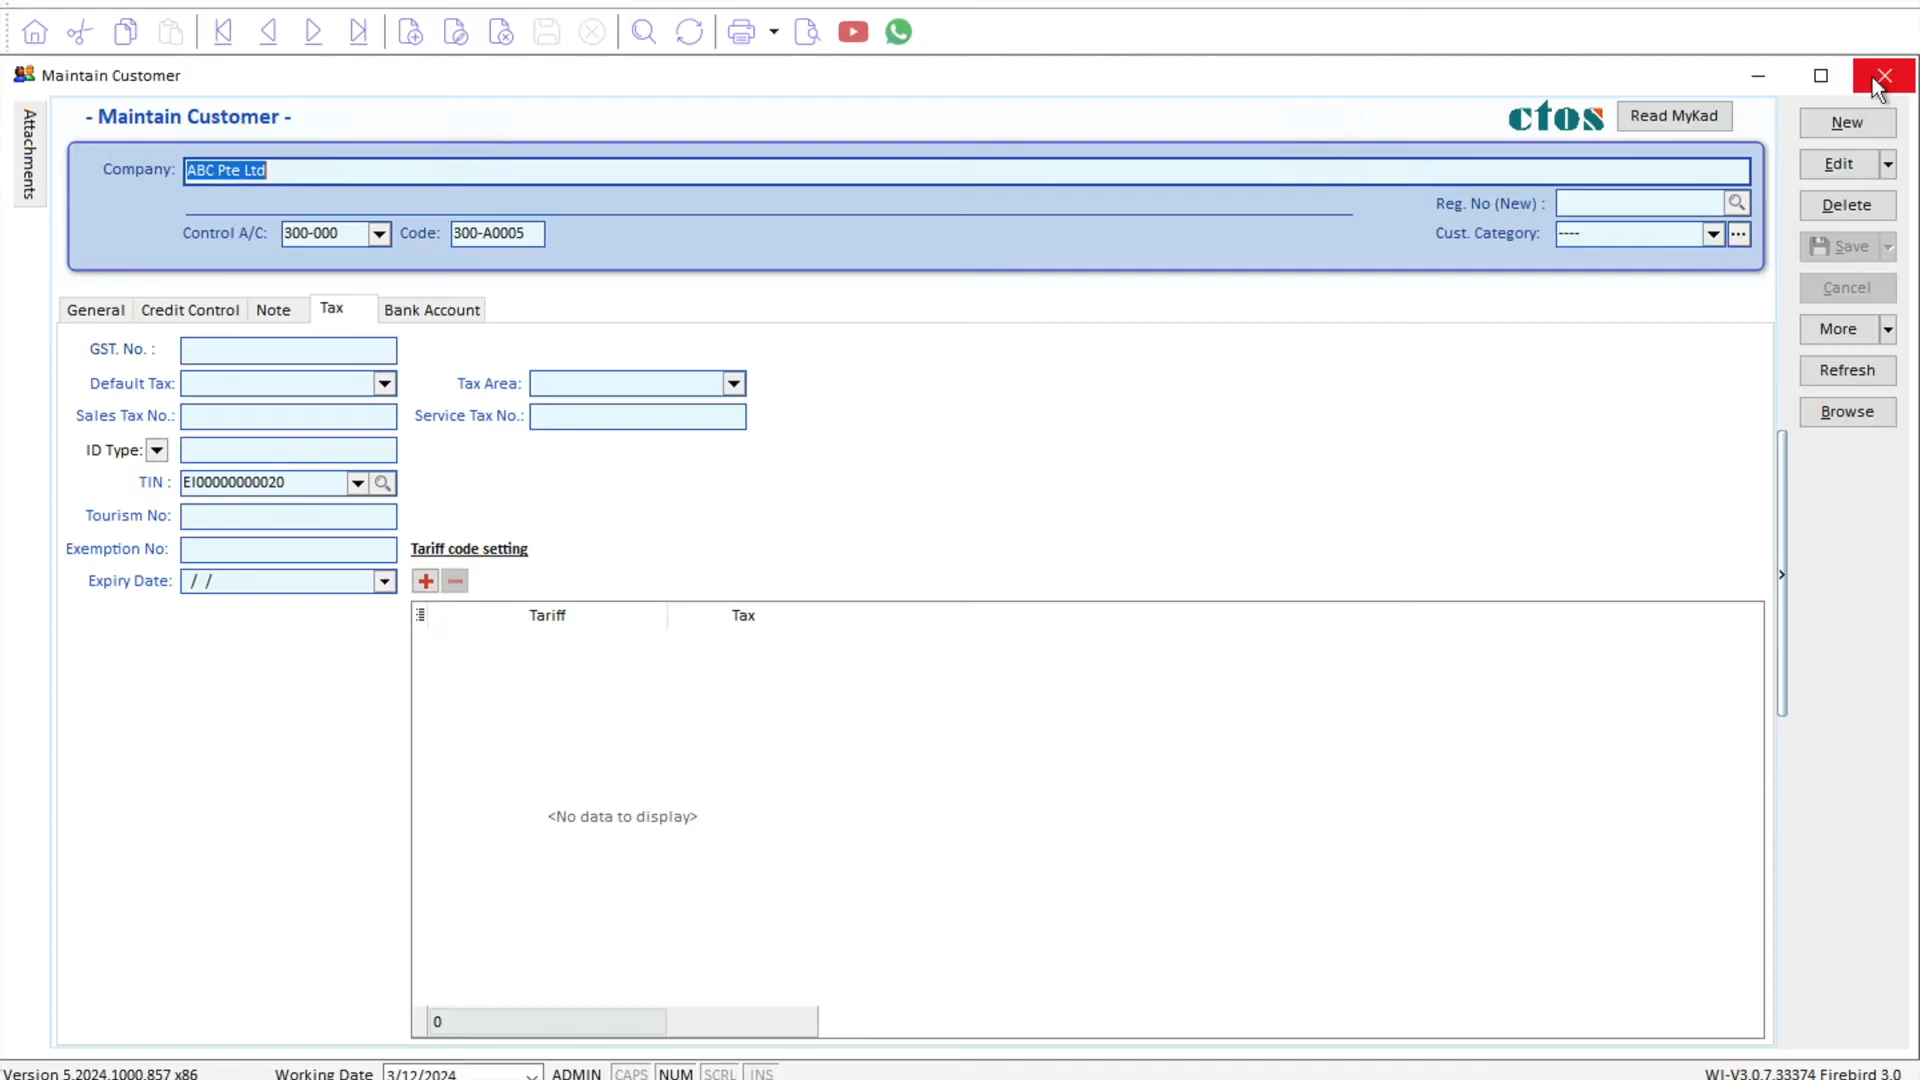 Maintain Customer
Attachments
- Maintain Customer -
ctos
Read MyKad
Company: ABC Pte Ltd
Reg. No (New) :
Control A/C: 300-000 Code: 300-A0005
Cust. Category: ----
New
Edit
Delete
Save
Cancel
More
Refresh
Browse
General Credit Control Note Tax Bank Account
GST. No. :
Default Tax: Tax Area:
Sales Tax No.: Service Tax No.:
ID Type:
TIN : EI00000000020
Tourism No:
Exemption No: Tariff code setting
Expiry Date: / /
Tariff Tax
<No data to display>
0
Version 5.2024.1000.857 x86 Working Date 3/12/2024 ADMIN CAPS NUM SCRL INS WI-V3.0.7.33374 Firebird 3.0